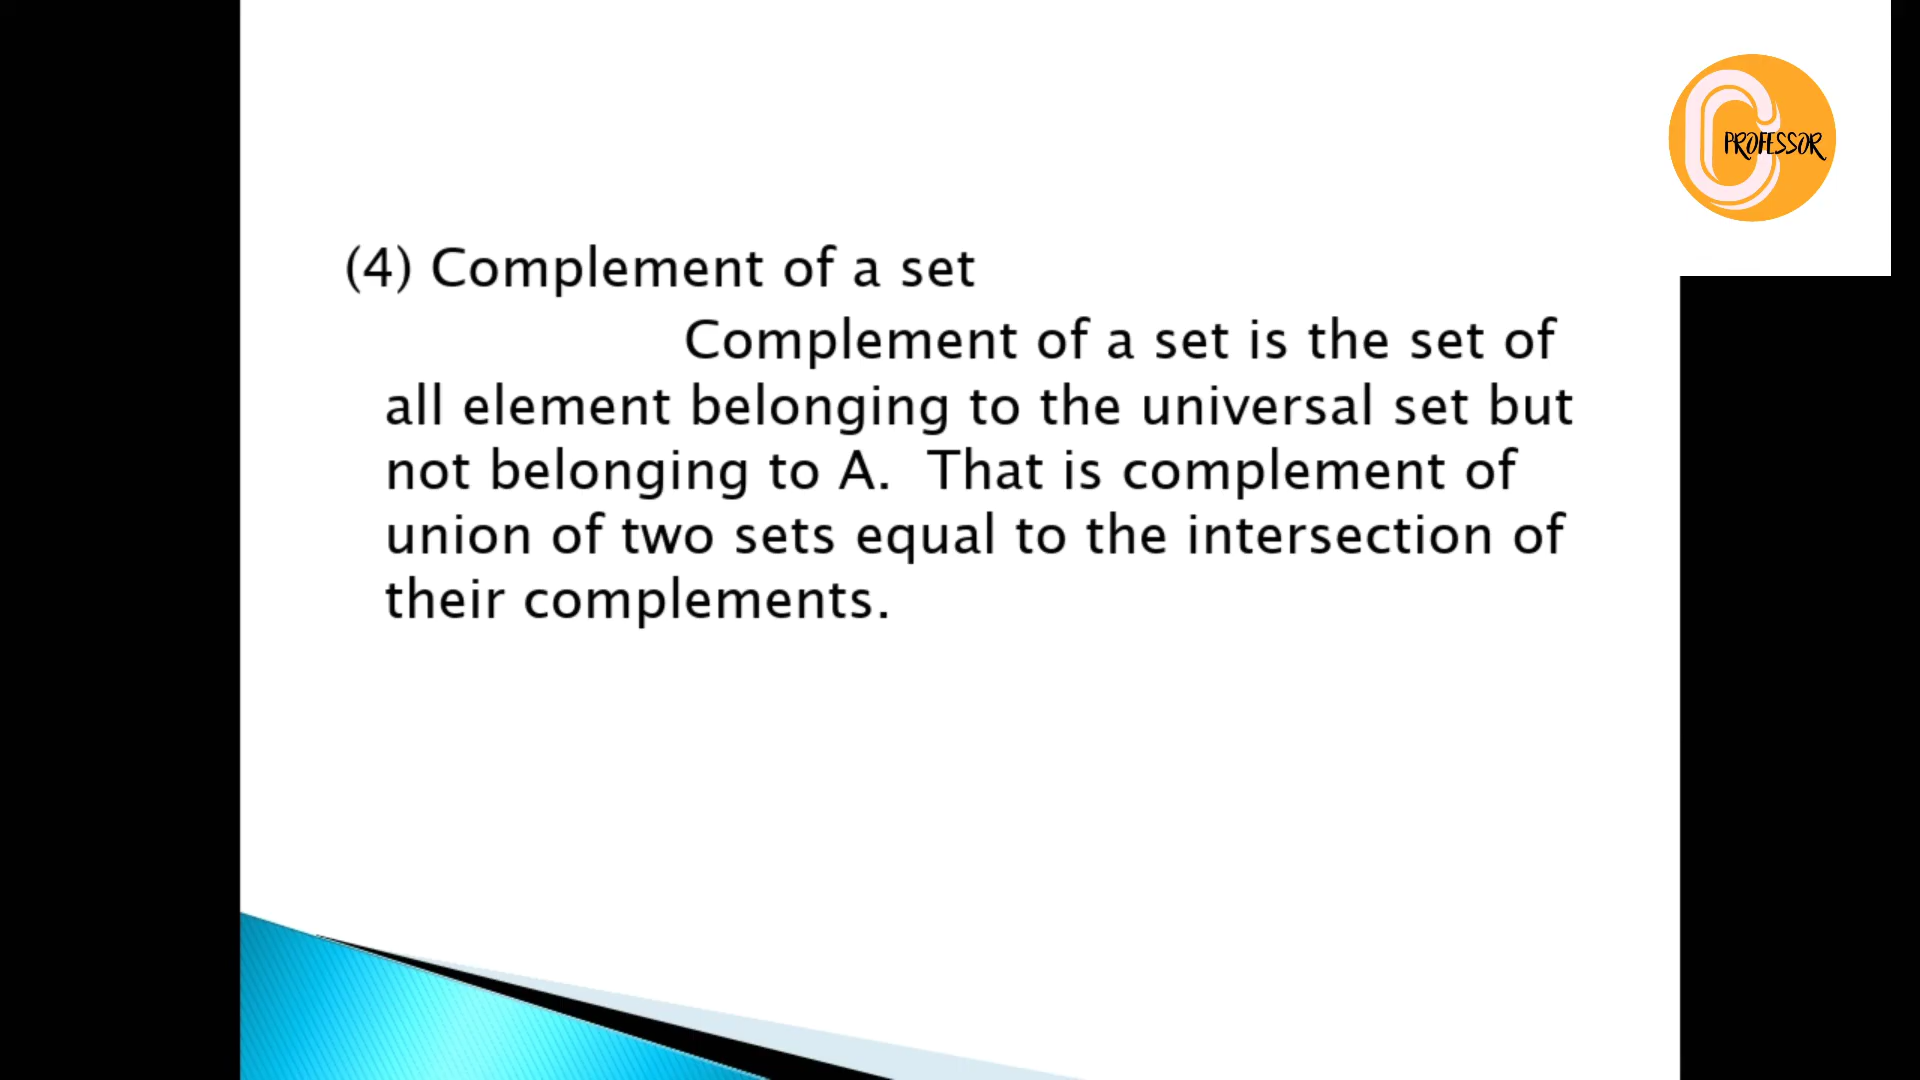 PROFESSOR
(4) Complement of a set
Complement of a set is the set of
all element belonging to the universal set but
not belonging to A. That is complement of
union of two sets equal to the intersection of
their complements.